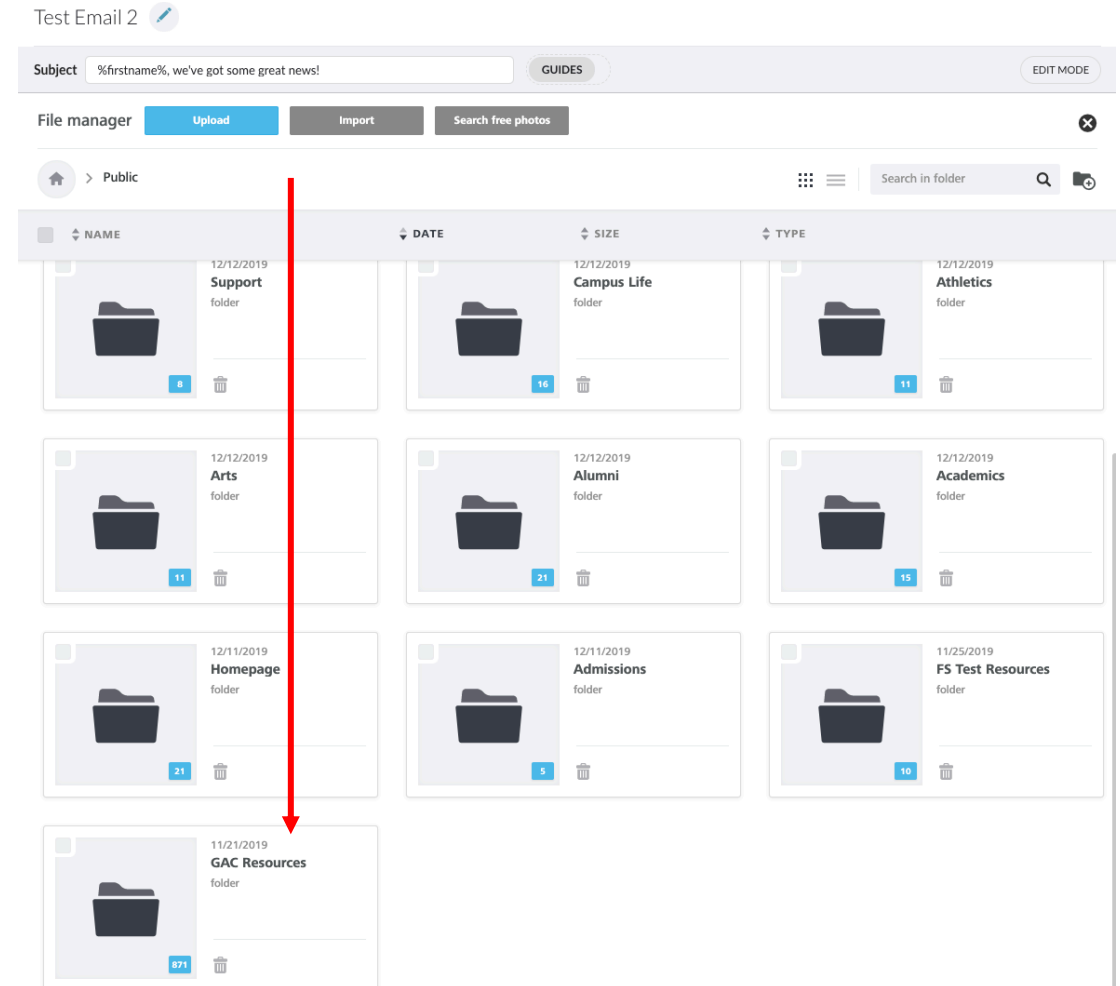 Test Email 2
Subject %firstname%, we've got some great news! GUIDES EDIT MODE
File manager Upload Import Search free photos
> Public Search in folder
NAME DATE SIZE TYPE
12/12/2019 12/12/2019 12/12/2019
Support Campus Life Athletics
folder folder folder
8 16 11
12/12/2019 12/12/2019 12/12/2019
Arts Alumni Academics
folder folder folder
11 21 15
12/11/2019 12/11/2019 11/25/2019
Homepage Admissions FS Test Resources
folder folder folder
21 5 10
11/21/2019
GAC Resources
folder
871